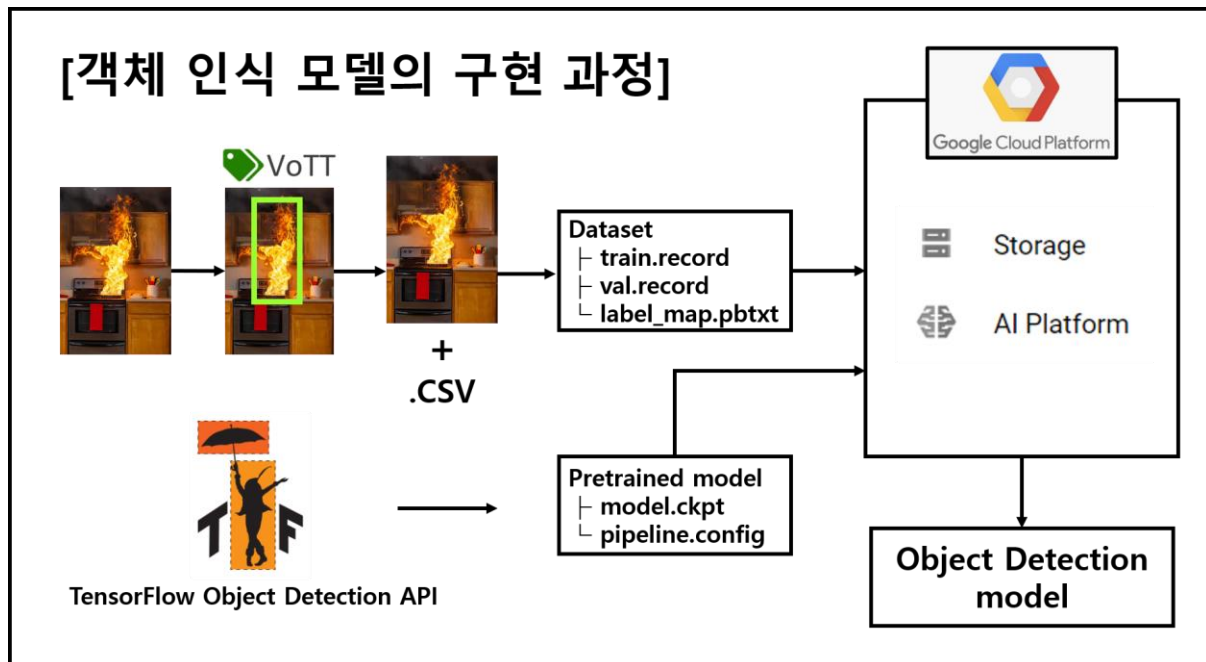 [객체 인식 모델의 구현 과정]
Google Cloud Platform
VoTT
Dataset
├ train.record
├ val.record
└ label_map.pbtxt
Storage
AI Platform
+
.CSV
Pretrained model
├ model.ckpt
└ pipeline.config
T F
TensorFlow Object Detection API
Object Detection
model